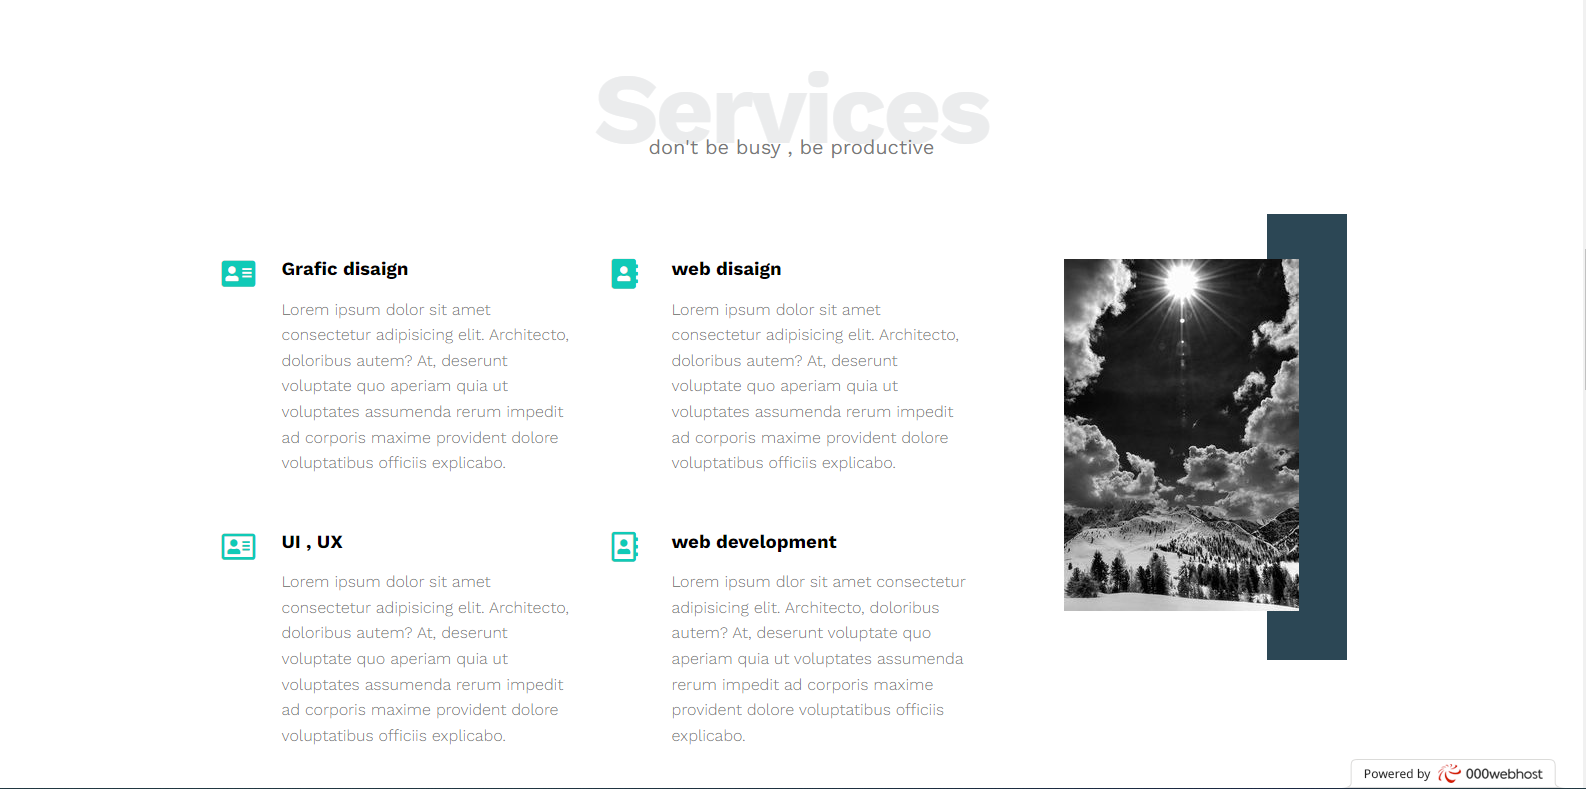 Services
don't be busy , be productive
Grafic disaign
Lorem ipsum dolor sit amet
consectetur adipisicing elit. Architecto,
doloribus autem? At, deserunt
voluptate quo aperiam quia ut
voluptates assumenda rerum impedit
ad corporis maxime provident dolore
voluptatibus officiis explicabo.
web disaign
Lorem ipsum dolor sit amet
consectetur adipisicing elit. Architecto,
doloribus autem? At, deserunt
voluptate quo aperiam quia ut
voluptates assumenda rerum impedit
ad corporis maxime provident dolore
voluptatibus officiis explicabo.
UI , UX
Lorem ipsum dolor sit amet
consectetur adipisicing elit. Architecto,
doloribus autem? At, deserunt
voluptate quo aperiam quia ut
voluptates assumenda rerum impedit
ad corporis maxime provident dolore
voluptatibus officiis explicabo.
web development
Lorem ipsum dlor sit amet consectetur
adipisicing elit. Architecto, doloribus
autem? At, deserunt voluptate quo
aperiam quia ut voluptates assumenda
rerum impedit ad corporis maxime
provident dolore voluptatibus officiis
explicabo.
Powered by 000webhost